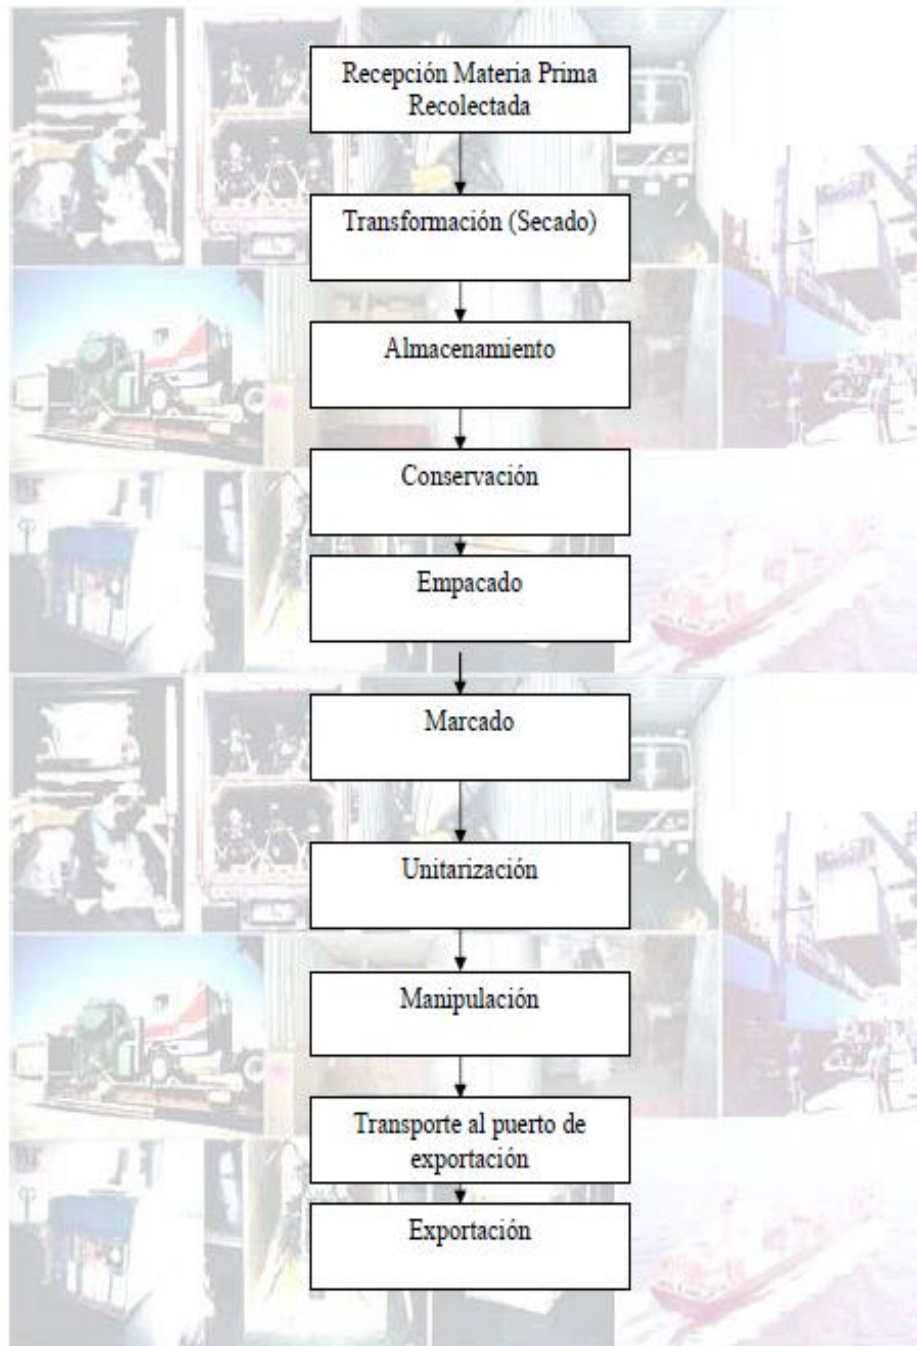 Recepción Materia Prima
Recolectada
Transformación (Secado)
Almacenamiento
Conservación
Empacado
Marcado
Unitarización
Manipulación
Transporte al puerto de
exportación
Exportación